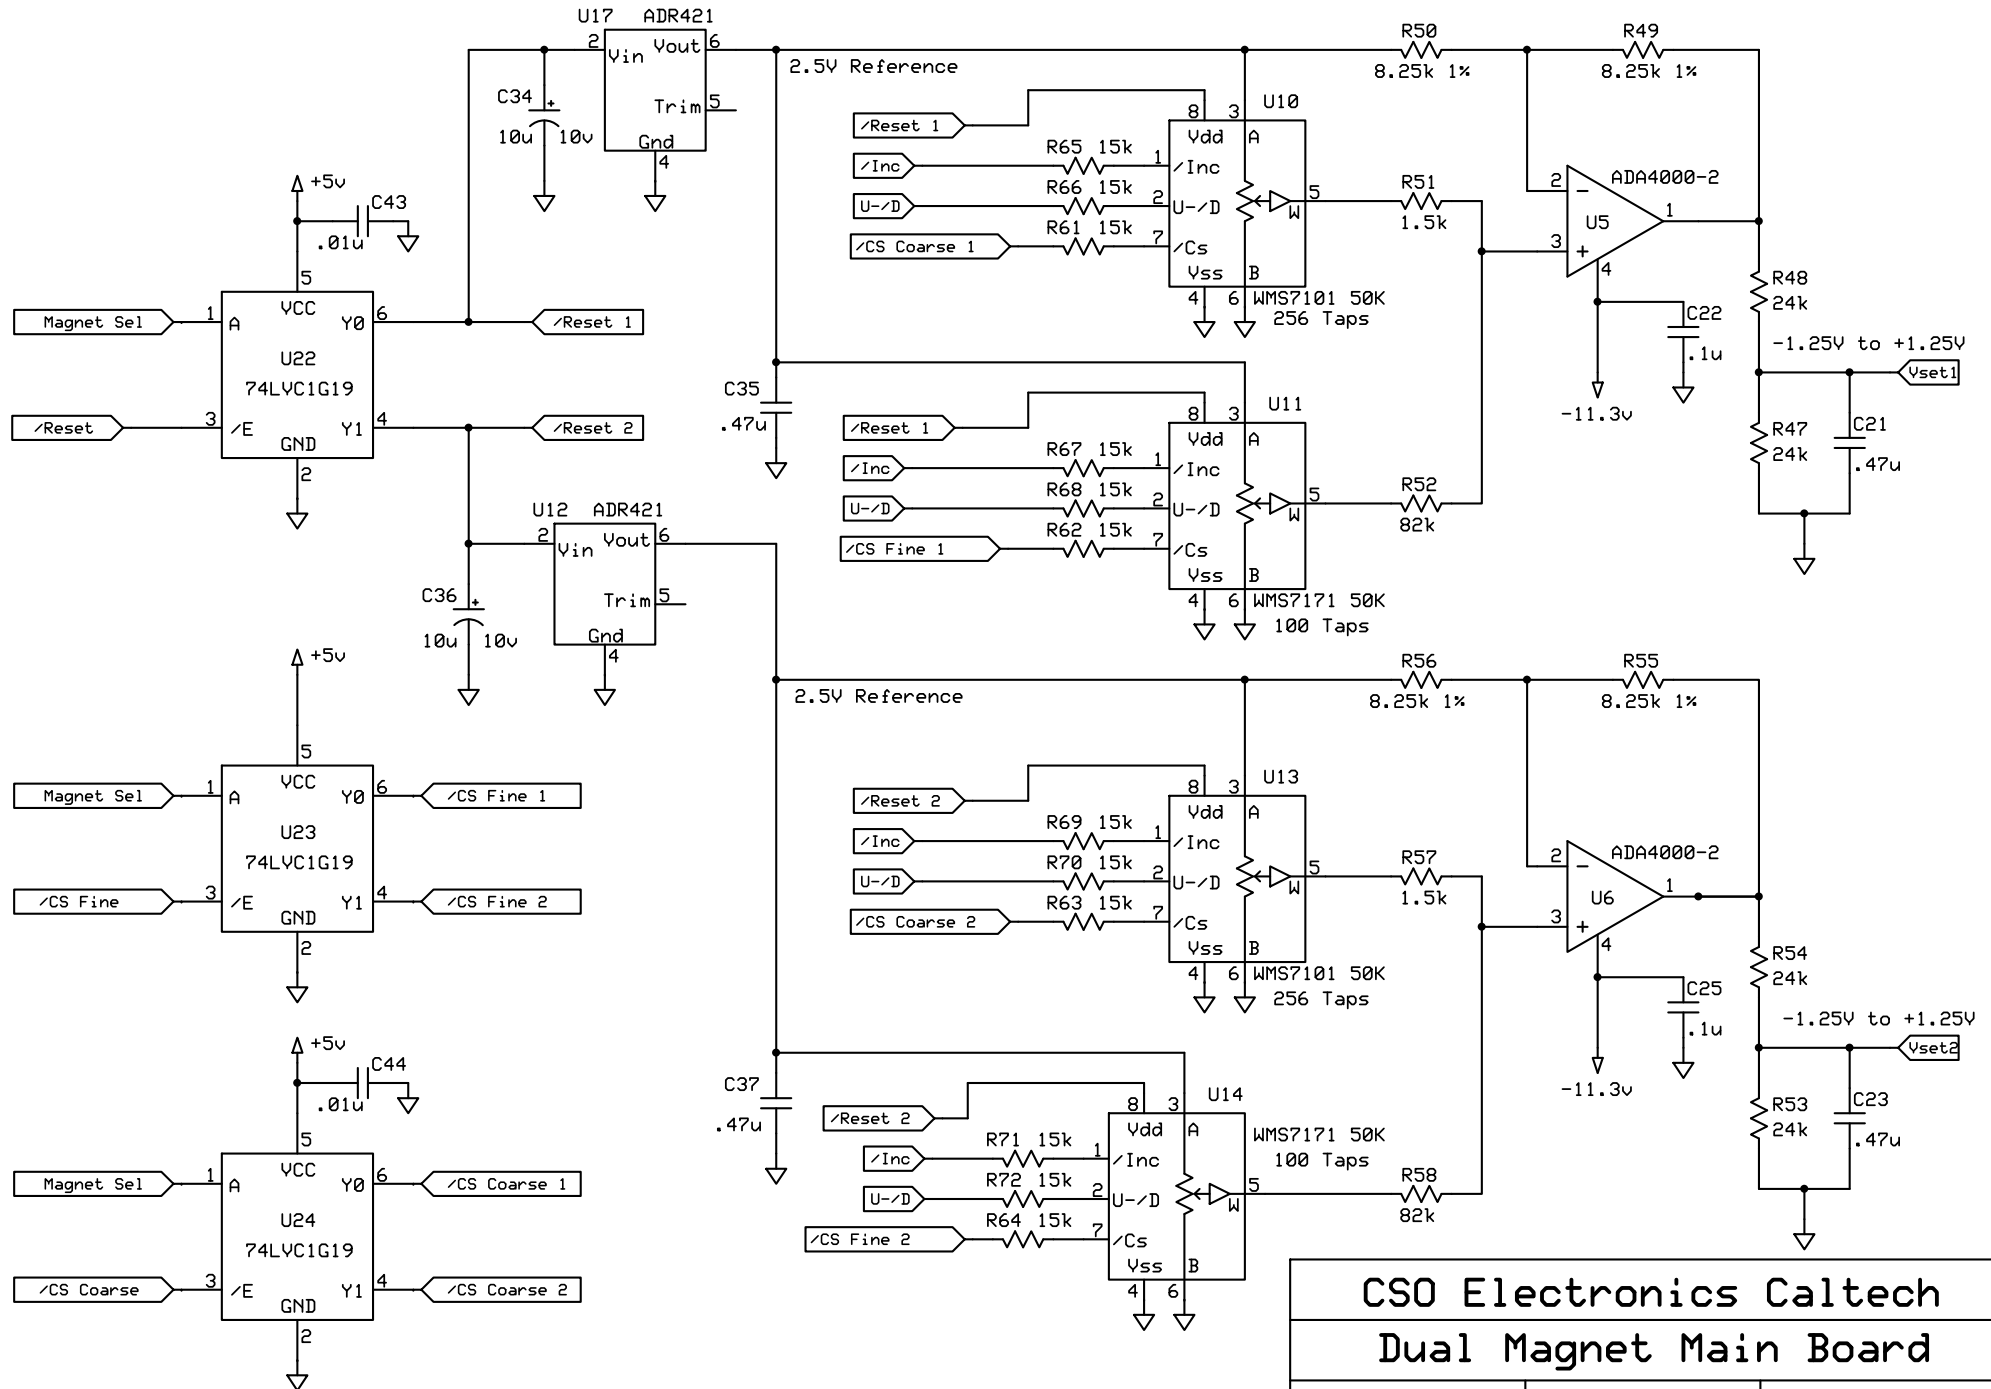 U17 ADR421
2 Vin Vout 6
Trim 5
Gnd
4
C34 +
10u 10v
2.5V Reference
+5v
C43
.01u
5
VCC
Magnet Sel 1 A Y0 6 /Reset 1
U22
74LVC1G19
/Reset 3 /E Y1 4 /Reset 2
GND
2
U12 ADR421
2 Vin Vout 6
Trim 5
Gnd
4
C36 +
10u 10v
+5v
5
VCC
Magnet Sel 1 A Y0 6 /CS Fine 1
U23
74LVC1G19
/CS Fine 3 /E Y1 4 /CS Fine 2
GND
2
+5v
C44
.01u
5
VCC
Magnet Sel 1 A Y0 6 /CS Coarse 1
U24
74LVC1G19
/CS Coarse 3 /E Y1 4 /CS Coarse 2
GND
2
C35
.47u
/Reset 1 8 3 U10
Vdd A
/Inc R65 15k 1 /Inc
U-/D R66 15k 2 U-/D W 5
/CS Coarse 1 R61 15k 7 /Cs
Vss B
4 6 WMS7101 50K
256 Taps
R50
8.25k 1%
R49
8.25k 1%
R51
1.5k
ADA4000-2
2 -
U5 1
3 +
4
C22
.1u
-11.3v
R48
24k
-1.25V to +1.25V
Vset1
R47
24k
C21
.47u
/Reset 1 8 3 U11
Vdd A
/Inc R67 15k 1 /Inc
U-/D R68 15k 2 U-/D W 5
/CS Fine 1 R62 15k 7 /Cs
Vss B
4 6 WMS7171 50K
100 Taps
R52
82k
2.5V Reference
R56
8.25k 1%
R55
8.25k 1%
/Reset 2 8 3 U13
Vdd A
/Inc R69 15k 1 /Inc
U-/D R70 15k 2 U-/D W 5
/CS Coarse 2 R63 15k 7 /Cs
Vss B
4 6 WMS7101 50K
256 Taps
R57
1.5k
ADA4000-2
2 -
U6 1
3 +
4
C25
.1u
-11.3v
R54
24k
-1.25V to +1.25V
Vset2
R53
24k
C23
.47u
C37
.47u
/Reset 2 8 3 U14
Vdd A
WMS7171 50K
100 Taps
/Inc R71 15k 1 /Inc
U-/D R72 15k 2 U-/D W 5
/CS Fine 2 R64 15k 7 /Cs
Vss B
4 6
R58
82k
CSO Electronics Caltech
Dual Magnet Main Board